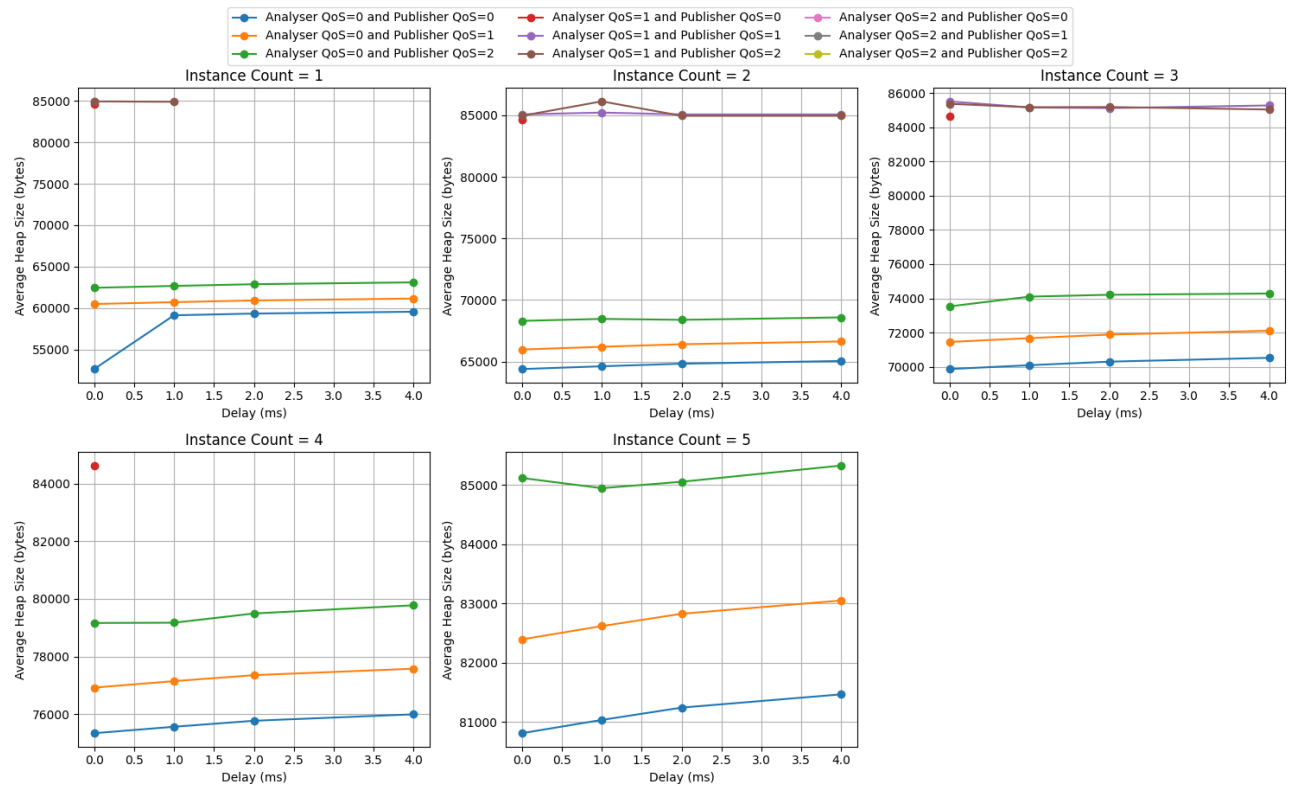 Analyser QoS=0 and Publisher QoS=0 Analyser QoS=1 and Publisher QoS=0 Analyser QoS=2 and Publisher QoS=0
Analyser QoS=0 and Publisher QoS=1 Analyser QoS=1 and Publisher QoS=1 Analyser QoS=2 and Publisher QoS=1
Analyser QoS=0 and Publisher QoS=2 Analyser QoS=1 and Publisher QoS=2 Analyser QoS=2 and Publisher QoS=2
Instance Count = 1
Average Heap Size (bytes)
85000
80000
75000
70000
65000
60000
55000
0.0 0.5 1.0 1.5 2.0 2.5 3.0 3.5 4.0
Delay (ms)
Instance Count = 2
Average Heap Size (bytes)
85000
80000
75000
70000
65000
0.0 0.5 1.0 1.5 2.0 2.5 3.0 3.5 4.0
Delay (ms)
Instance Count = 3
Average Heap Size (bytes)
86000
84000
82000
80000
78000
76000
74000
72000
70000
0.0 0.5 1.0 1.5 2.0 2.5 3.0 3.5 4.0
Delay (ms)
Instance Count = 4
Average Heap Size (bytes)
84000
82000
80000
78000
76000
0.0 0.5 1.0 1.5 2.0 2.5 3.0 3.5 4.0
Delay (ms)
Instance Count = 5
Average Heap Size (bytes)
85000
84000
83000
82000
81000
0.0 0.5 1.0 1.5 2.0 2.5 3.0 3.5 4.0
Delay (ms)